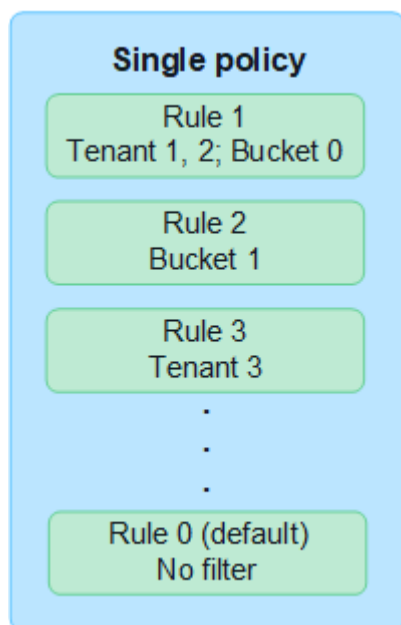 Single policy
Rule 1
Tenant 1, 2; Bucket 0
Rule 2
Bucket 1
Rule 3
Tenant 3
.
.
.
Rule 0 (default)
No filter